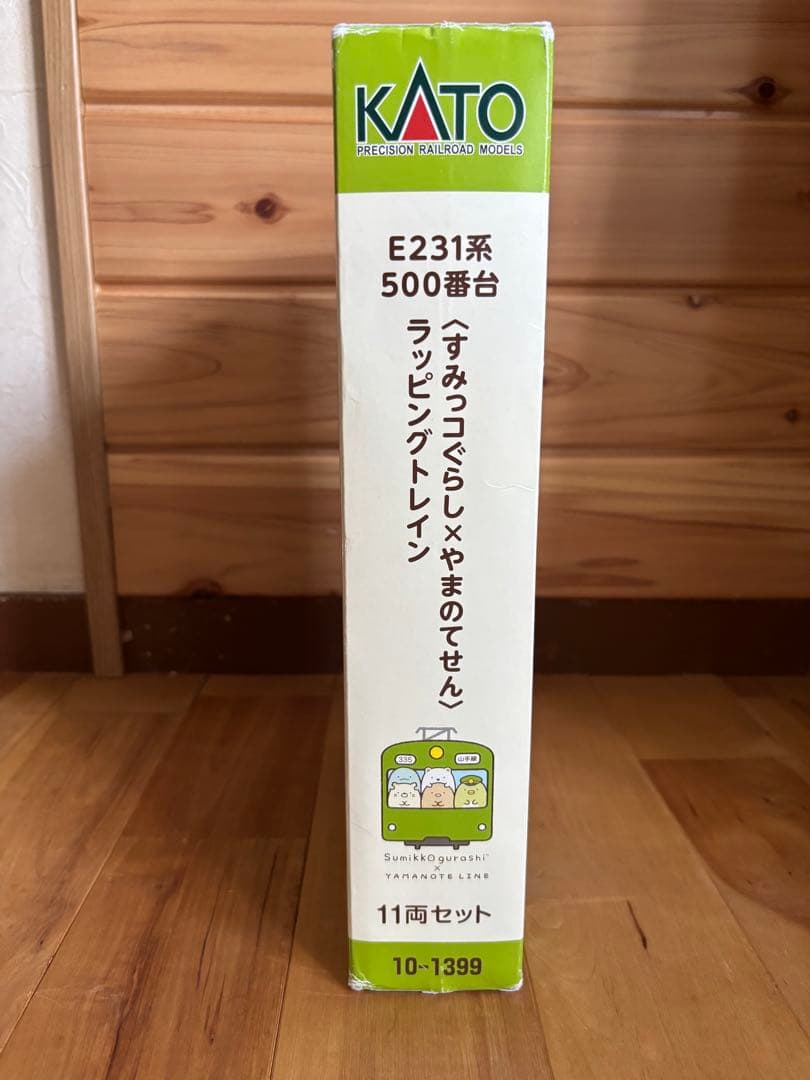 KATO
PRECISION RAILROAD MODELS
E231系
500番台
〈すみっコぐらし×やまのてせん〉
ラッピングトレイン
335
山手線
Sumikkogurashi
×
YAMANOTE LINE
11両セット
10-1399